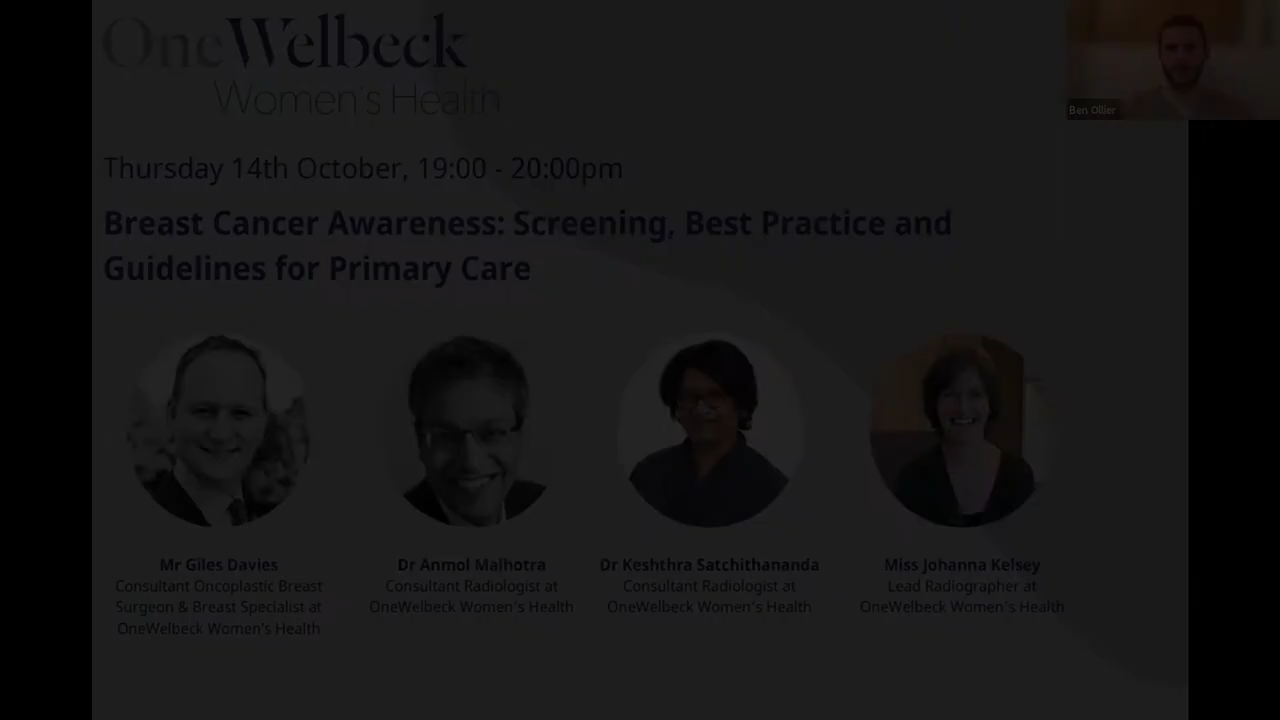 OneWelbeck
Women's Health
Ben Ollier
Thursday 14th October, 19:00 - 20:00pm
Breast Cancer Awareness: Screening, Best Practice and
Guidelines for Primary Care
Mr Giles Davies
Consultant Oncoplastic Breast
Surgeon & Breast Specialist at
OneWelbeck Women's Health
Dr Anmol Malhotra
Consultant Radiologist at
OneWelbeck Women's Health
Dr Keshthra Satchithananda
Consultant Radiologist at
OneWelbeck Women's Health
Miss Johanna Kelsey
Lead Radiographer at
OneWelbeck Women's Health